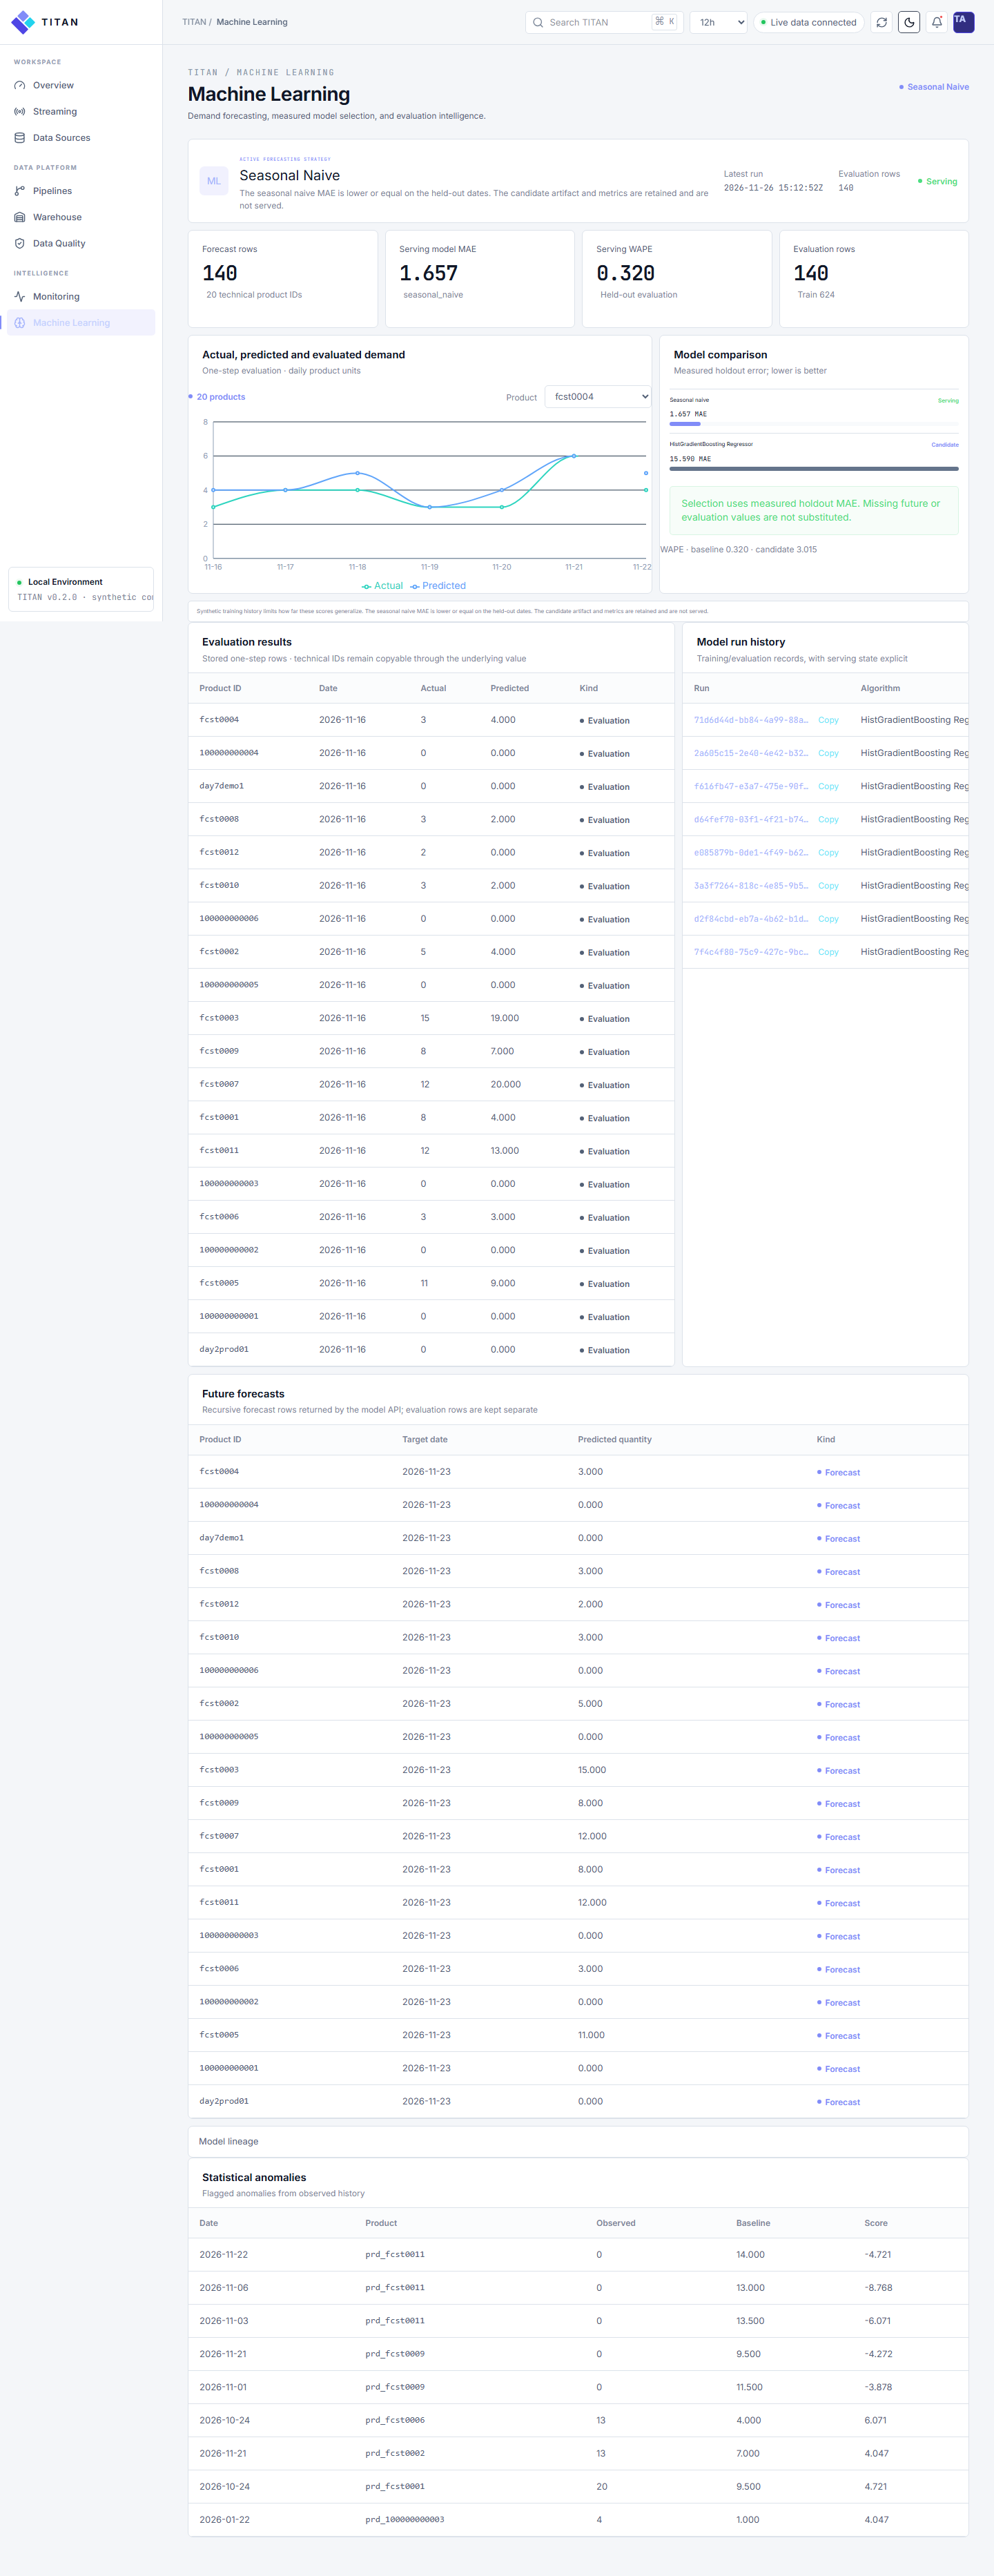 TITAN
TITAN / Machine Learning
Search TITAN
⌘ K
12h
Live data connected
TA
WORKSPACE
Overview
Streaming
Data Sources
DATA PLATFORM
Pipelines
Warehouse
Data Quality
INTELLIGENCE
Monitoring
Machine Learning
Local Environment
TITAN v0.2.0 · synthetic cor
TITAN / MACHINE LEARNING
Machine Learning
Demand forecasting, measured model selection, and evaluation intelligence.
Seasonal Naive
ML
ACTIVE FORECASTING STRATEGY
Seasonal Naive
The seasonal naive MAE is lower or equal on the held-out dates. The candidate artifact and metrics are retained and are
not served.
Latest run
2026-11-26 15:12:52Z
Evaluation rows
140
Serving
Forecast rows
140
20 technical product IDs
Serving model MAE
1.657
seasonal_naive
Serving WAPE
0.320
Held-out evaluation
Evaluation rows
140
Train 624
Actual, predicted and evaluated demand
One-step evaluation · daily product units
20 products
Product
fcst0004
8
6
4
2
0
11-16 11-17 11-18 11-19 11-20 11-21 11-22
Actual Predicted
Model comparison
Measured holdout error; lower is better
Seasonal naive Serving
1.657 MAE
HistGradientBoosting Regressor Candidate
15.590 MAE
Selection uses measured holdout MAE. Missing future or
evaluation values are not substituted.
WAPE · baseline 0.320 · candidate 3.015
Synthetic training history limits how far these scores generalize. The seasonal naive MAE is lower or equal on the held-out dates. The candidate artifact and metrics are retained and are not served.
Evaluation results
Stored one-step rows · technical IDs remain copyable through the underlying value
Product ID Date Actual Predicted Kind
fcst0004 2026-11-16 3 4.000 Evaluation
100000000004 2026-11-16 0 0.000 Evaluation
day7demo1 2026-11-16 0 0.000 Evaluation
fcst0008 2026-11-16 3 2.000 Evaluation
fcst0012 2026-11-16 2 0.000 Evaluation
fcst0010 2026-11-16 3 2.000 Evaluation
100000000006 2026-11-16 0 0.000 Evaluation
fcst0002 2026-11-16 5 4.000 Evaluation
100000000005 2026-11-16 0 0.000 Evaluation
fcst0003 2026-11-16 15 19.000 Evaluation
fcst0009 2026-11-16 8 7.000 Evaluation
fcst0007 2026-11-16 12 20.000 Evaluation
fcst0001 2026-11-16 8 4.000 Evaluation
fcst0011 2026-11-16 12 13.000 Evaluation
100000000003 2026-11-16 0 0.000 Evaluation
fcst0006 2026-11-16 3 3.000 Evaluation
100000000002 2026-11-16 0 0.000 Evaluation
fcst0005 2026-11-16 11 9.000 Evaluation
100000000001 2026-11-16 0 0.000 Evaluation
day2prod01 2026-11-16 0 0.000 Evaluation
Model run history
Training/evaluation records, with serving state explicit
Run Algorithm
71d6d44d-bb84-4a99-88a… Copy HistGradientBoosting Reg
2a605c15-2e40-4e42-b32… Copy HistGradientBoosting Reg
f616fb47-e3a7-475e-90f… Copy HistGradientBoosting Reg
d64fef70-03f1-4f21-b74… Copy HistGradientBoosting Reg
e085879b-0de1-4f49-b62… Copy HistGradientBoosting Reg
3a3f7264-818c-4e85-9b5… Copy HistGradientBoosting Reg
d2f84cbd-eb7a-4b62-b1d… Copy HistGradientBoosting Reg
7f4c4f80-75c9-427c-9bc… Copy HistGradientBoosting Reg
Future forecasts
Recursive forecast rows returned by the model API; evaluation rows are kept separate
Product ID Target date Predicted quantity Kind
fcst0004 2026-11-23 3.000 Forecast
100000000004 2026-11-23 0.000 Forecast
day7demo1 2026-11-23 0.000 Forecast
fcst0008 2026-11-23 3.000 Forecast
fcst0012 2026-11-23 2.000 Forecast
fcst0010 2026-11-23 3.000 Forecast
100000000006 2026-11-23 0.000 Forecast
fcst0002 2026-11-23 5.000 Forecast
100000000005 2026-11-23 0.000 Forecast
fcst0003 2026-11-23 15.000 Forecast
fcst0009 2026-11-23 8.000 Forecast
fcst0007 2026-11-23 12.000 Forecast
fcst0001 2026-11-23 8.000 Forecast
fcst0011 2026-11-23 12.000 Forecast
100000000003 2026-11-23 0.000 Forecast
fcst0006 2026-11-23 3.000 Forecast
100000000002 2026-11-23 0.000 Forecast
fcst0005 2026-11-23 11.000 Forecast
100000000001 2026-11-23 0.000 Forecast
day2prod01 2026-11-23 0.000 Forecast
Model lineage
Statistical anomalies
Flagged anomalies from observed history
Date Product Observed Baseline Score
2026-11-22 prd_fcst0011 0 14.000 -4.721
2026-11-06 prd_fcst0011 0 13.000 -8.768
2026-11-03 prd_fcst0011 0 13.500 -6.071
2026-11-21 prd_fcst0009 0 9.500 -4.272
2026-11-01 prd_fcst0009 0 11.500 -3.878
2026-10-24 prd_fcst0006 13 4.000 6.071
2026-11-21 prd_fcst0002 13 7.000 4.047
2026-10-24 prd_fcst0001 20 9.500 4.721
2026-01-22 prd_100000000003 4 1.000 4.047